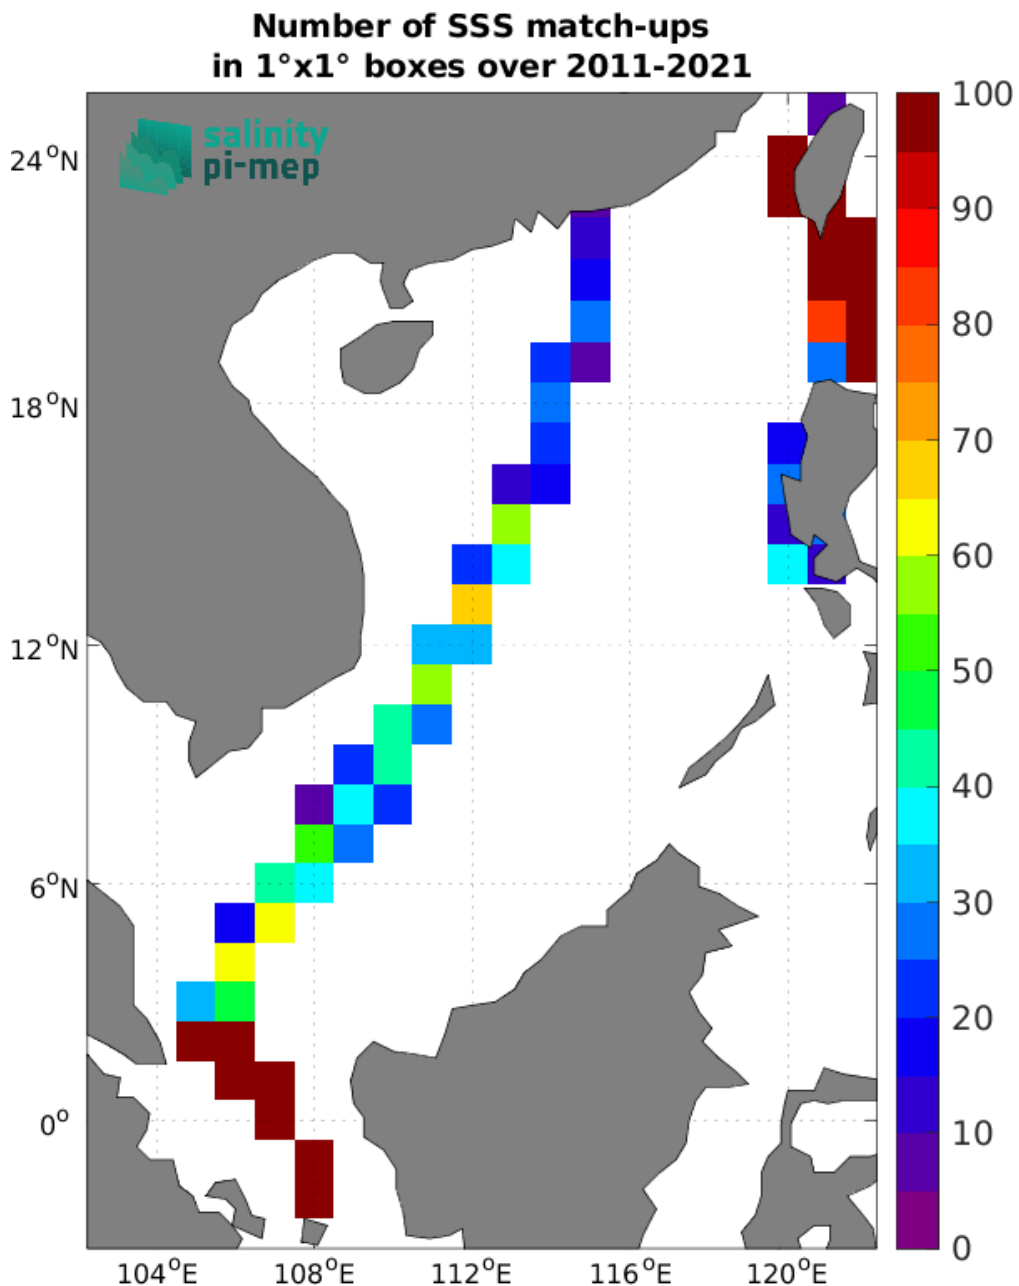 Number of SSS match-ups
in 1°x1° boxes over 2011-2021
salinity
pi-mep
24°N
18°N
12°N
6°N
0°
104°E
108°E
112°E
116°E
120°E
100
90
80
70
60
50
40
30
20
10
0